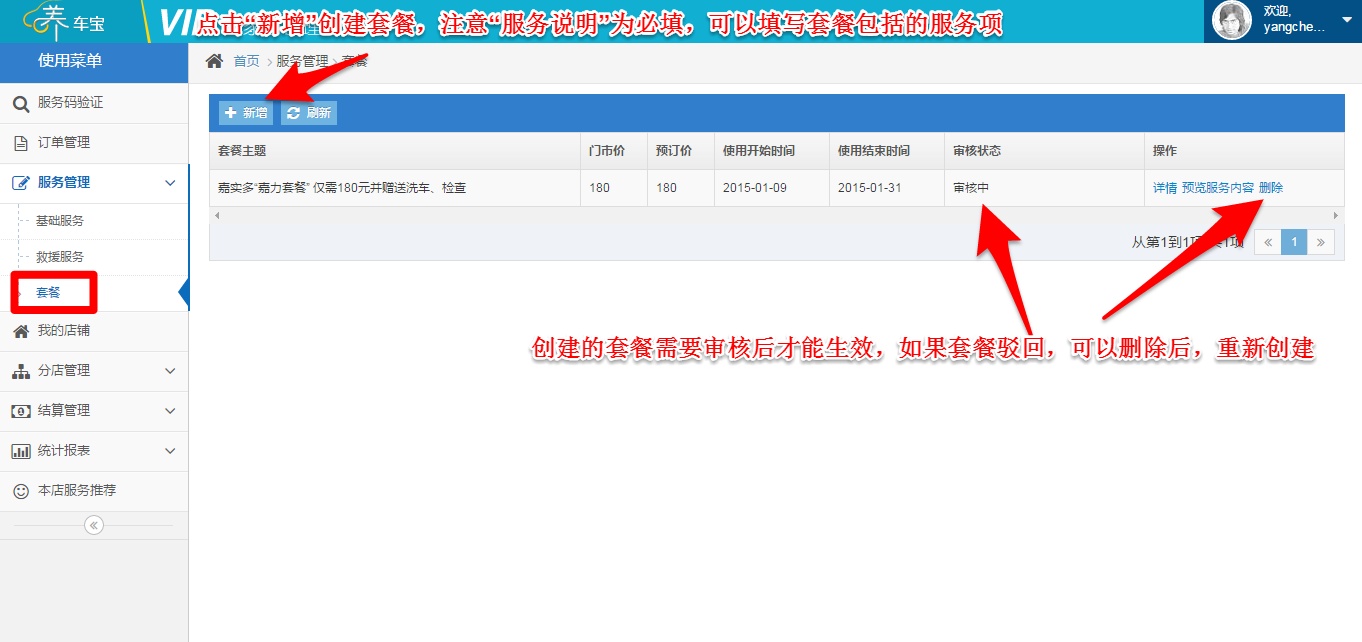 养车宝
VIP
点击“新增”创建套餐，注意“服务说明”为必填，可以填写套餐包括的服务项
欢迎,
yangche...
使用菜单
首页 > 服务管理 > 套餐
服务码验证
订单管理
服务管理
基础服务
救援服务
套餐
我的店铺
分店管理
结算管理
统计报表
本店服务推荐
新增 刷新
套餐主题 门市价 预订价 使用开始时间 使用结束时间 审核状态 操作
嘉实多“嘉力套餐” 仅需180元并赠送洗车、检查 180 180 2015-01-09 2015-01-31 审核中 详情 预览服务内容 删除
从第1到1项 共1项 « 1 »
创建的套餐需要审核后才能生效，如果套餐驳回，可以删除后，重新创建